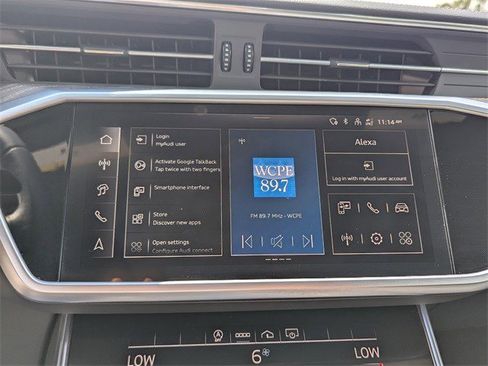 11:14 AM
Login
myAudi user
Activate Google TalkBack
Tap twice with two fingers
Smartphone interface
Store
Discover new apps
Open settings
Configure Audi connect
WCPE
89.7
FM 89.7 MHz - WCPE
Alexa
Log in with myAudi user account
LOW
6
LOW